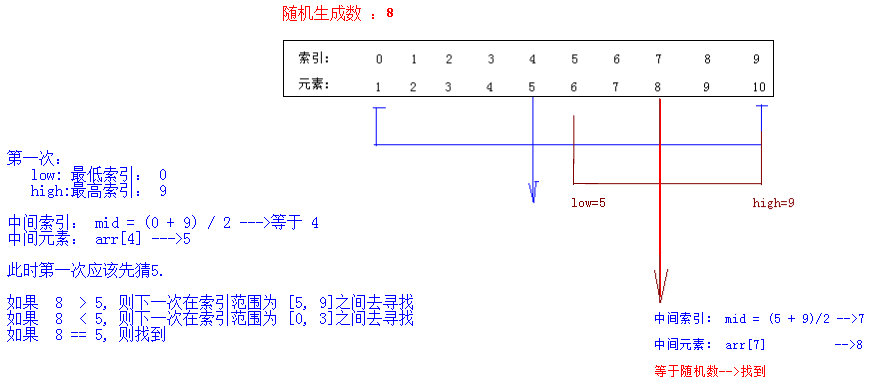 随机生成数 : 8
索引: 0 1 2 3 4 5 6 7 8 9
元素: 1 2 3 4 5 6 7 8 9 10
第一次:
low: 最低索引: 0
high:最高索引: 9
中间索引: mid = (0 + 9) / 2 --->等于 4
中间元素: arr[4] --->5
此时第一次应该先猜5.
如果 8 > 5, 则下一次在索引范围为 [5, 9]之间去寻找
如果 8 < 5, 则下一次在索引范围为 [0, 3]之间去寻找
如果 8 == 5, 则找到
low=5
high=9
中间索引: mid = (5 + 9)/2 -->7
中间元素: arr[7] -->8
等于随机数-->找到